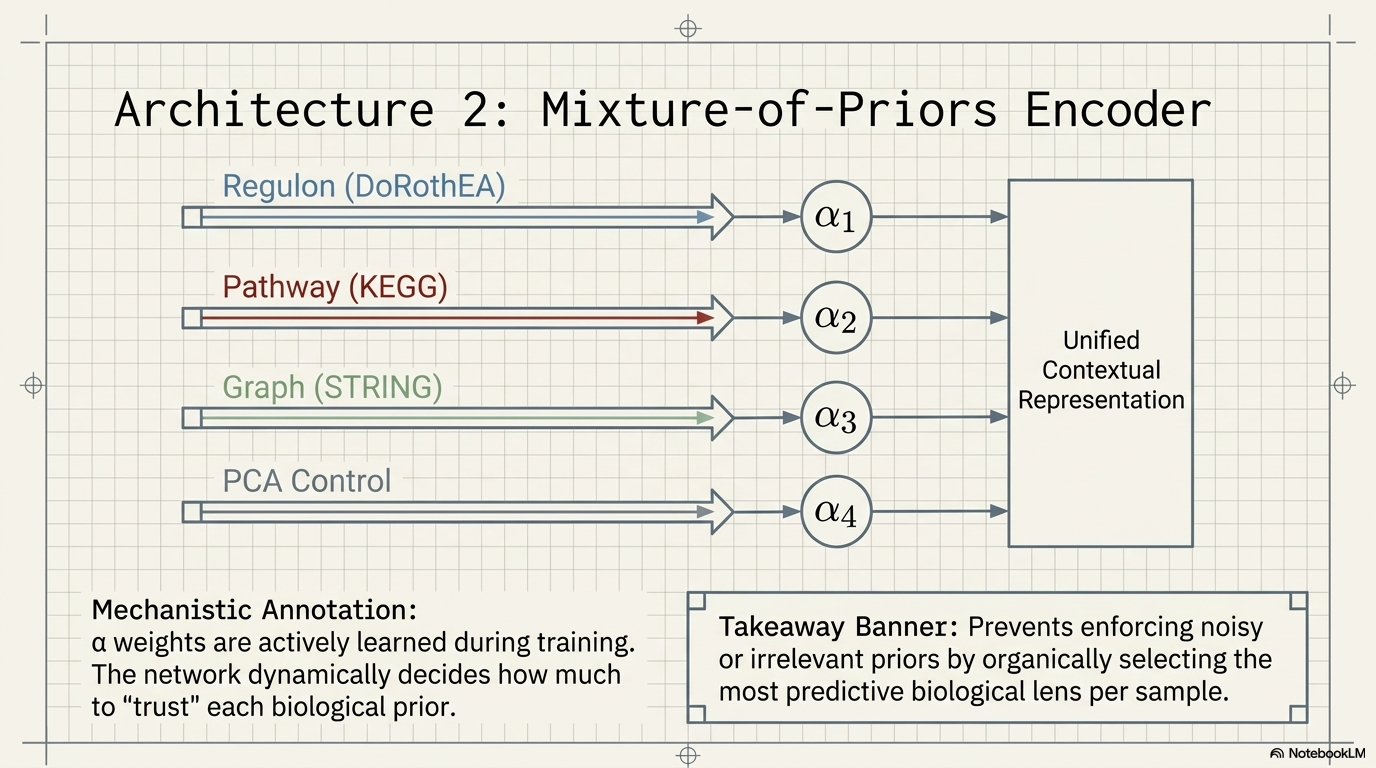 Architecture 2: Mixture-of-Priors Encoder
Regulon (DoRothEA)
α1
Pathway (KEGG)
α2
Graph (STRING)
α3
PCA Control
α4
Unified
Contextual
Representation
Mechanistic Annotation:
α weights are actively learned during training.
The network dynamically decides how much
to “trust” each biological prior.
Takeaway Banner: Prevents enforcing noisy
or irrelevant priors by organically selecting the
most predictive biological lens per sample.
NotebookLM